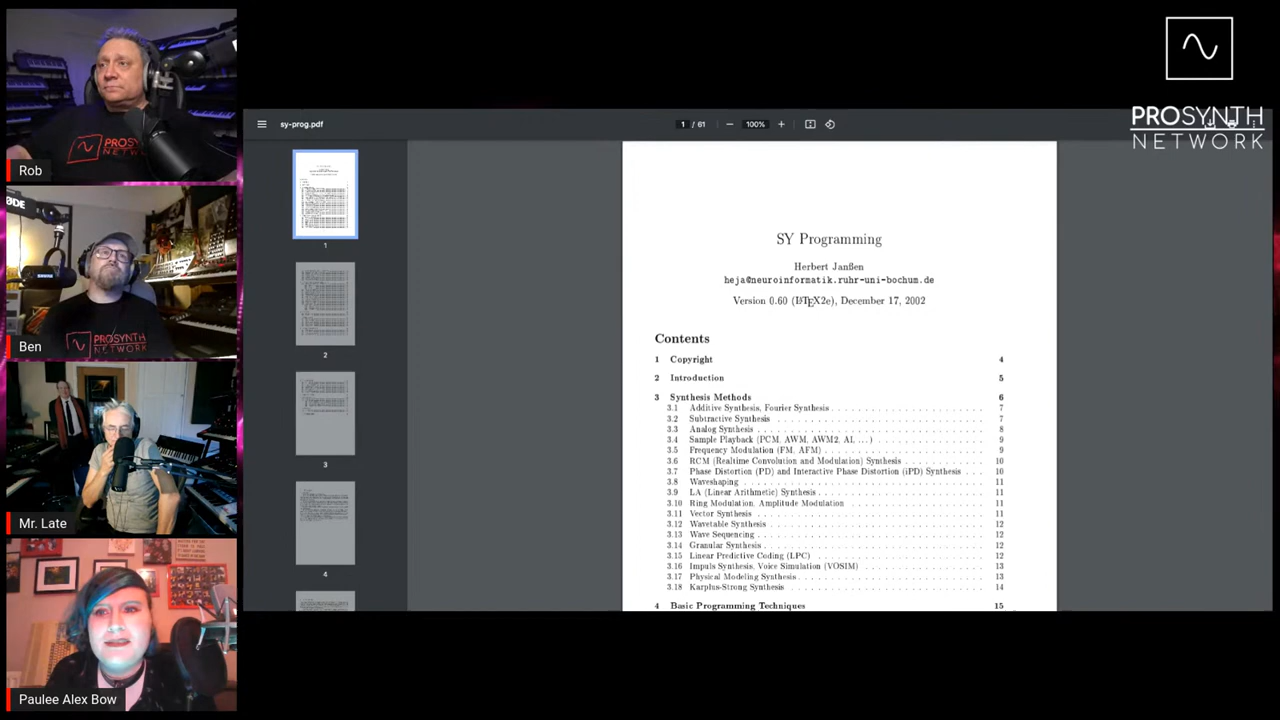 Rob
Ben
Mr. Late
Paulee Alex Bow
PROSYNTH
NETWORK
sy-prog.pdf
1 / 61
100%
1
2
3
4
SY Programming
Herbert Janßen
heja@neuroinformatik.ruhr-uni-bochum.de
Version 0.60 (LATEX2e), December 17, 2002
Contents
1 Copyright 4
2 Introduction 5
3 Synthesis Methods 6
3.1 Additive Synthesis, Fourier Synthesis 7
3.2 Subtractive Synthesis 7
3.3 Analog Synthesis 8
3.4 Sample Playback (PCM, AWM, AWM2, AI, ...) 9
3.5 Frequency Modulation (FM, AFM) 9
3.6 RCM (Realtime Convolution and Modulation) Synthesis 10
3.7 Phase Distortion (PD) and Interactive Phase Distortion (iPD) Synthesis 10
3.8 Waveshaping 11
3.9 LA (Linear Arithmetic) Synthesis 11
3.10 Ring Modulation, Amplitude Modulation 11
3.11 Vector Synthesis 11
3.12 Wavetable Synthesis 12
3.13 Wave Sequencing 12
3.14 Granular Synthesis 12
3.15 Linear Predictive Coding (LPC) 12
3.16 Impuls Synthesis, Voice Simulation (VOSIM) 13
3.17 Physical Modeling Synthesis 13
3.18 Karplus-Strong Synthesis 14
4 Basic Programming Techniques 15